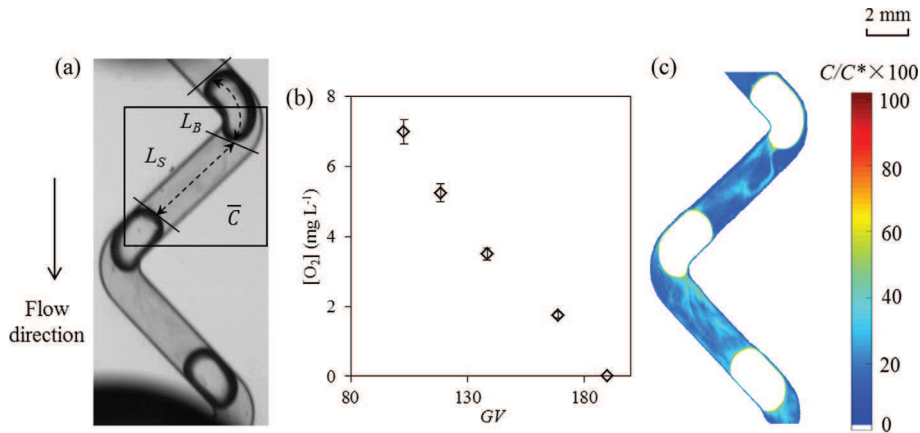 2 mm
(a)
L_B
L_S
C̅
Flow
direction
(b)
8
6
4
2
0
[O₂] (mg L⁻¹)
80
130
180
GV
(c)
C/C*×100
100
80
60
40
20
0